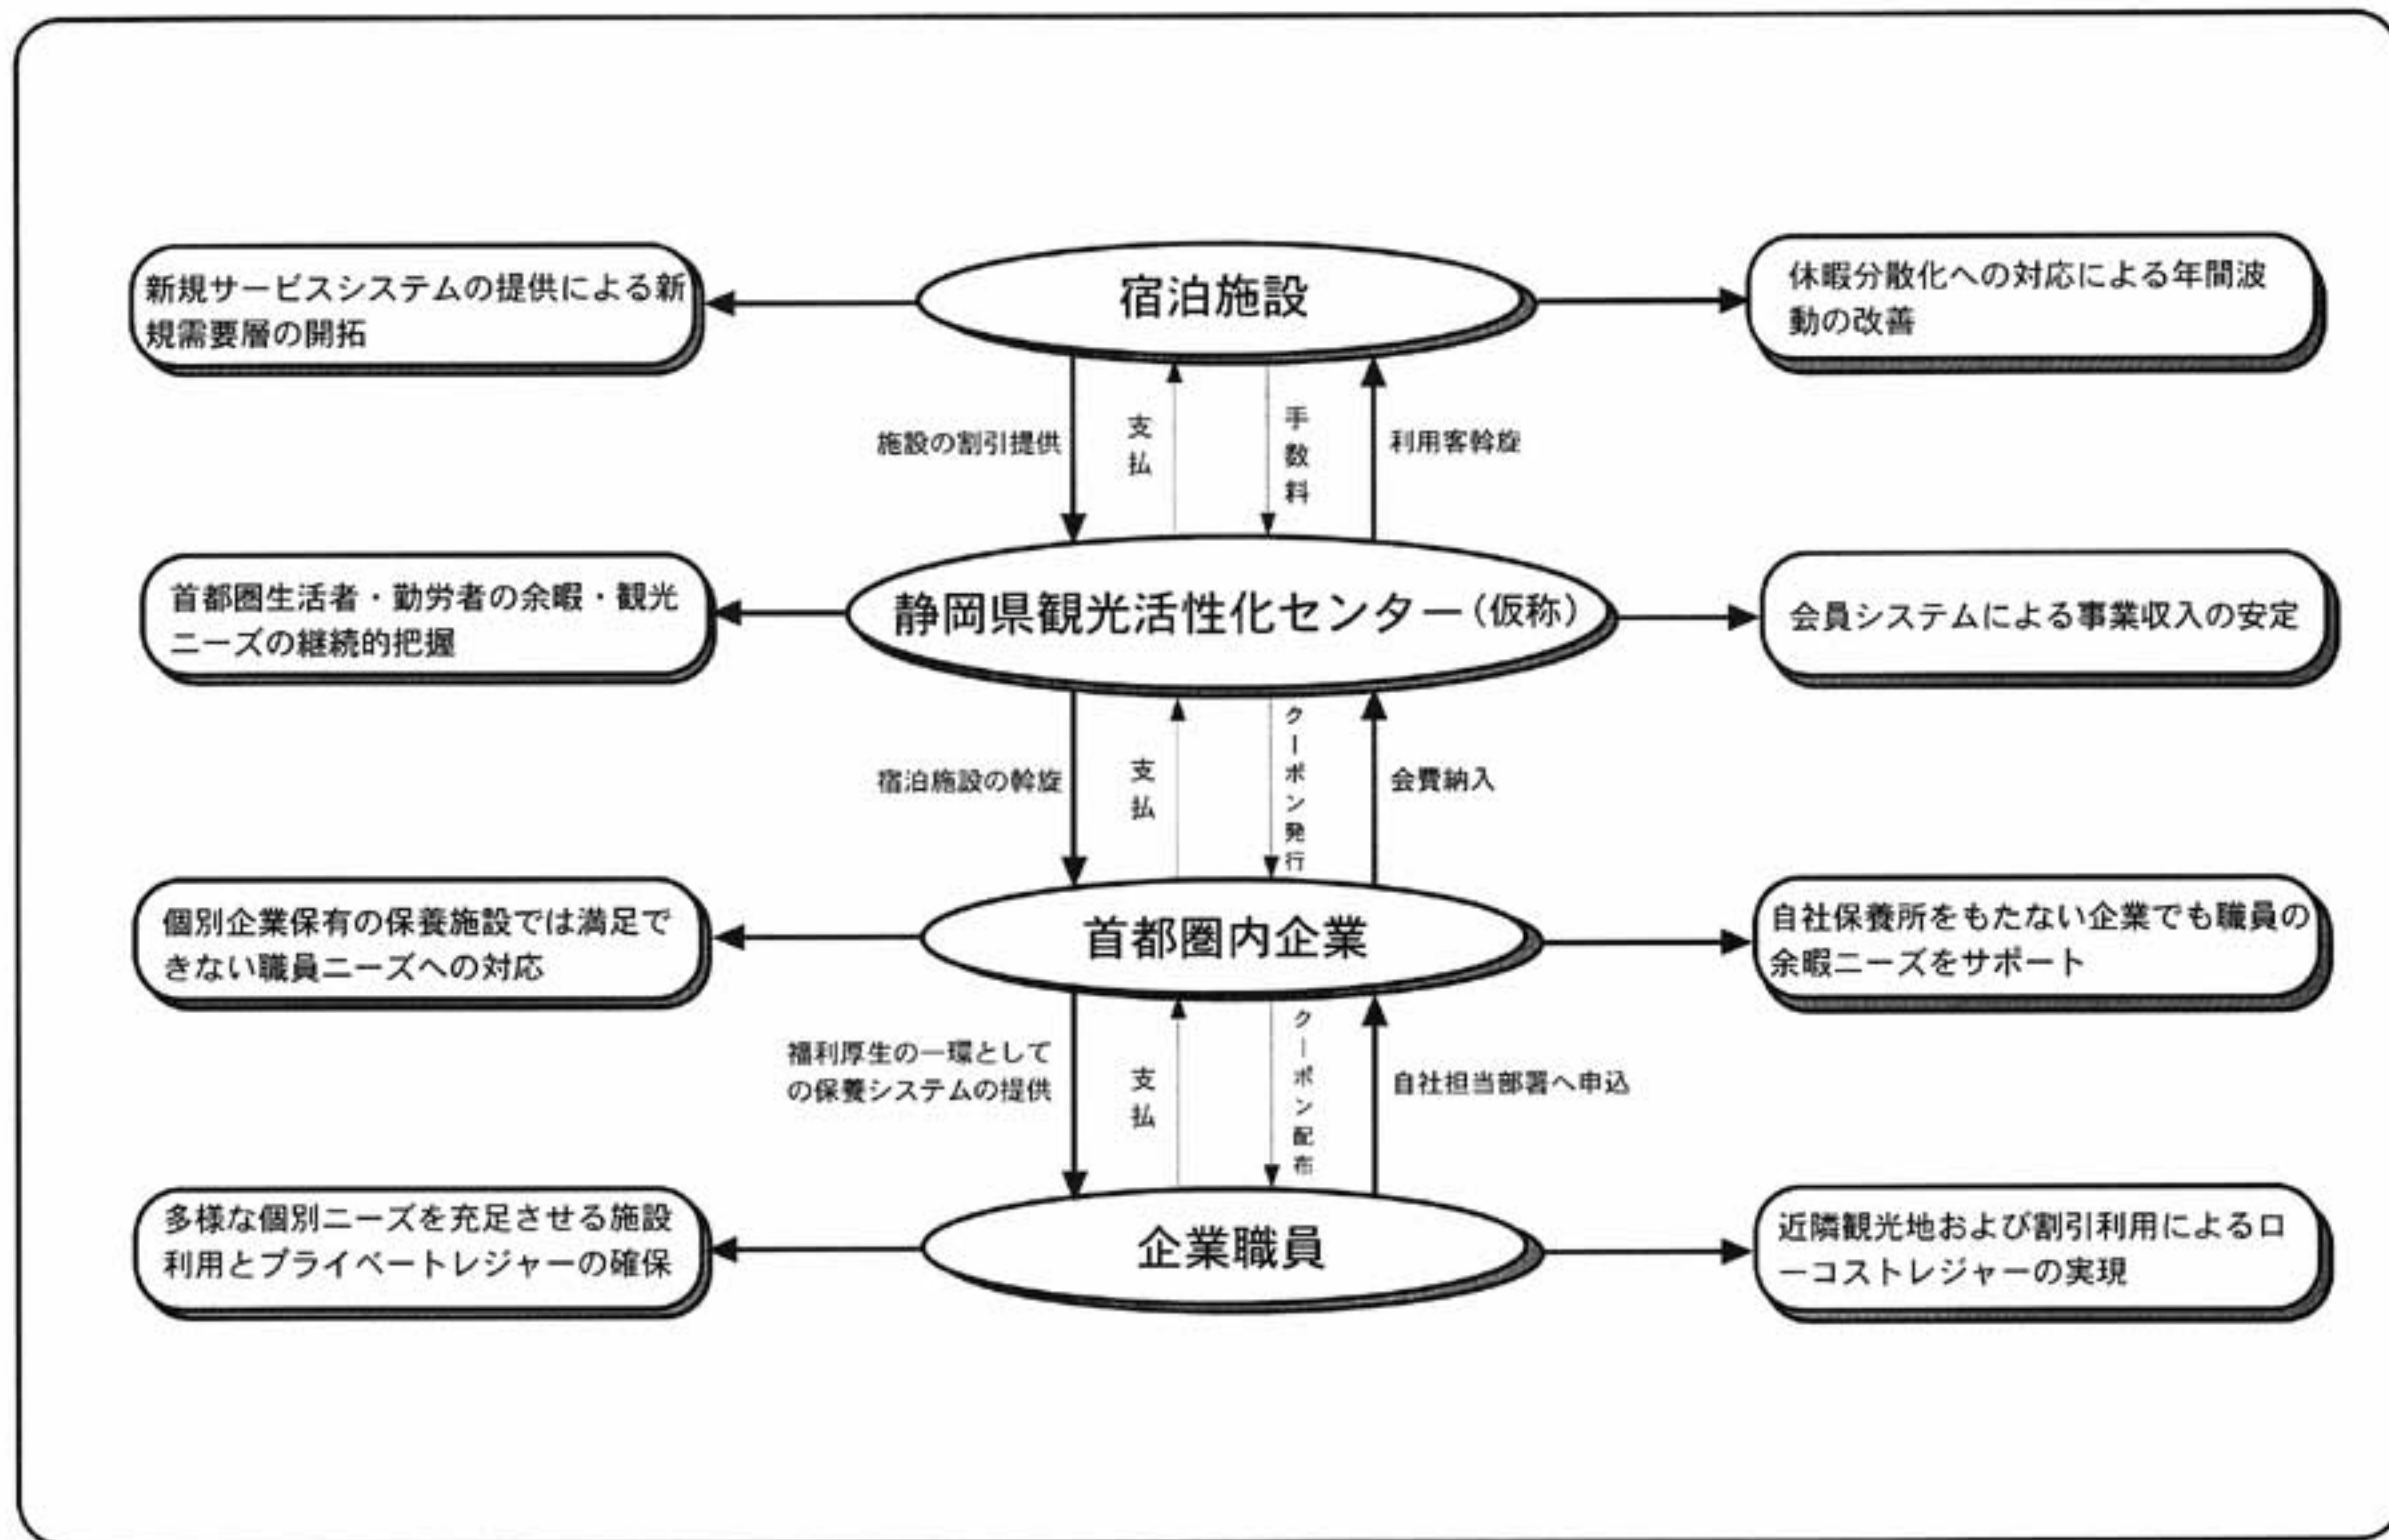 新規サービスシステムの提供による新
規需要層の開拓
宿泊施設
休暇分散化への対応による年間波
動の改善
施設の割引提供
支払
手数料
利用客斡旋
首都圏生活者・勤労者の余暇・観光
ニーズの継続的把握
静岡県観光活性化センター(仮称)
会員システムによる事業収入の安定
宿泊施設の斡旋
支払
クーポン発行
会費納入
個別企業保有の保養施設では満足で
きない職員ニーズへの対応
首都圏内企業
自社保養所をもたない企業でも職員の
余暇ニーズをサポート
福利厚生の一環として
の保養システムの提供
支払
クーポン配布
自社担当部署へ申込
多様な個別ニーズを充足させる施設
利用とプライベートレジャーの確保
企業職員
近隣観光地および割引利用によるロ
ーコストレジャーの実現